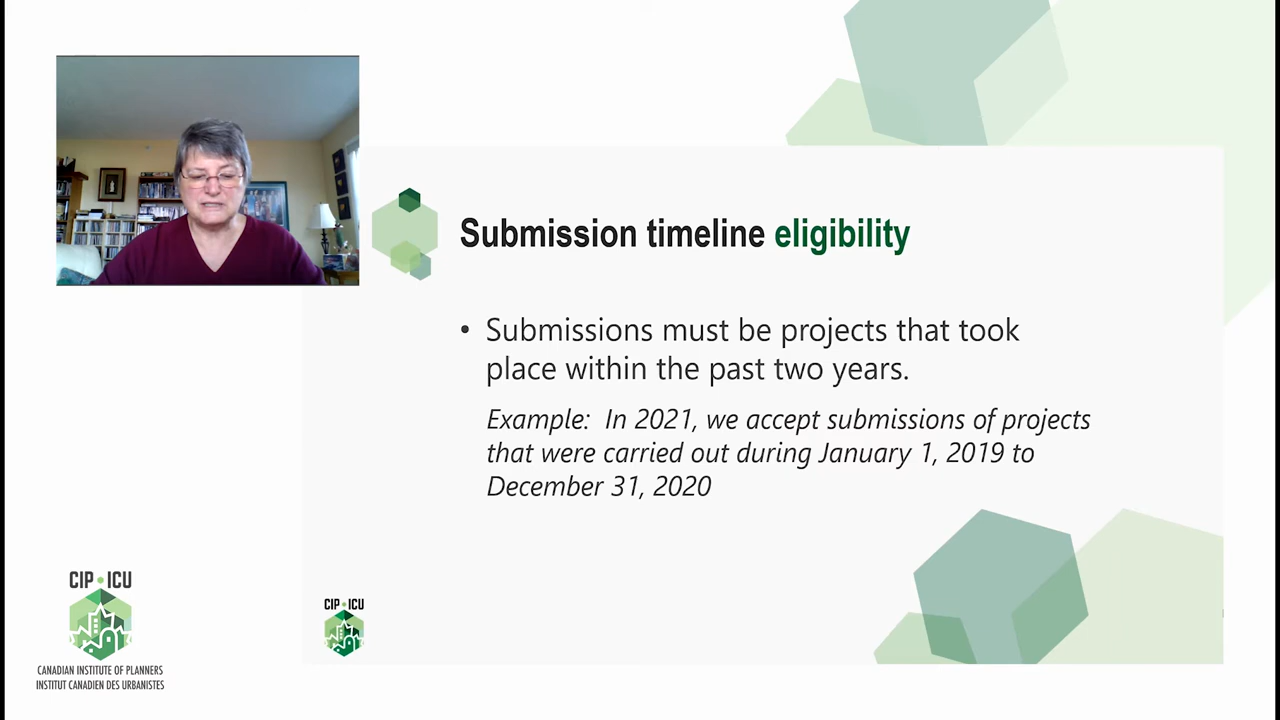 Submission timeline eligibility
• Submissions must be projects that took
place within the past two years.
Example:  In 2021, we accept submissions of projects
that were carried out during January 1, 2019 to
December 31, 2020
CIP•ICU
CIP•ICU
CANADIAN INSTITUTE OF PLANNERS
INSTITUT CANADIEN DES URBANISTES